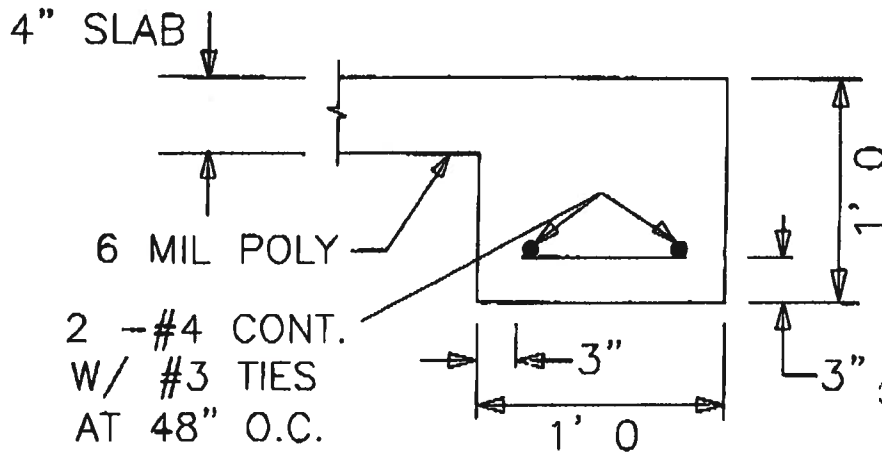 4" SLAB
1' 0
6 MIL POLY
2 -#4 CONT.
W/ #3 TIES
AT 48" O.C.
3"
3"
1' 0